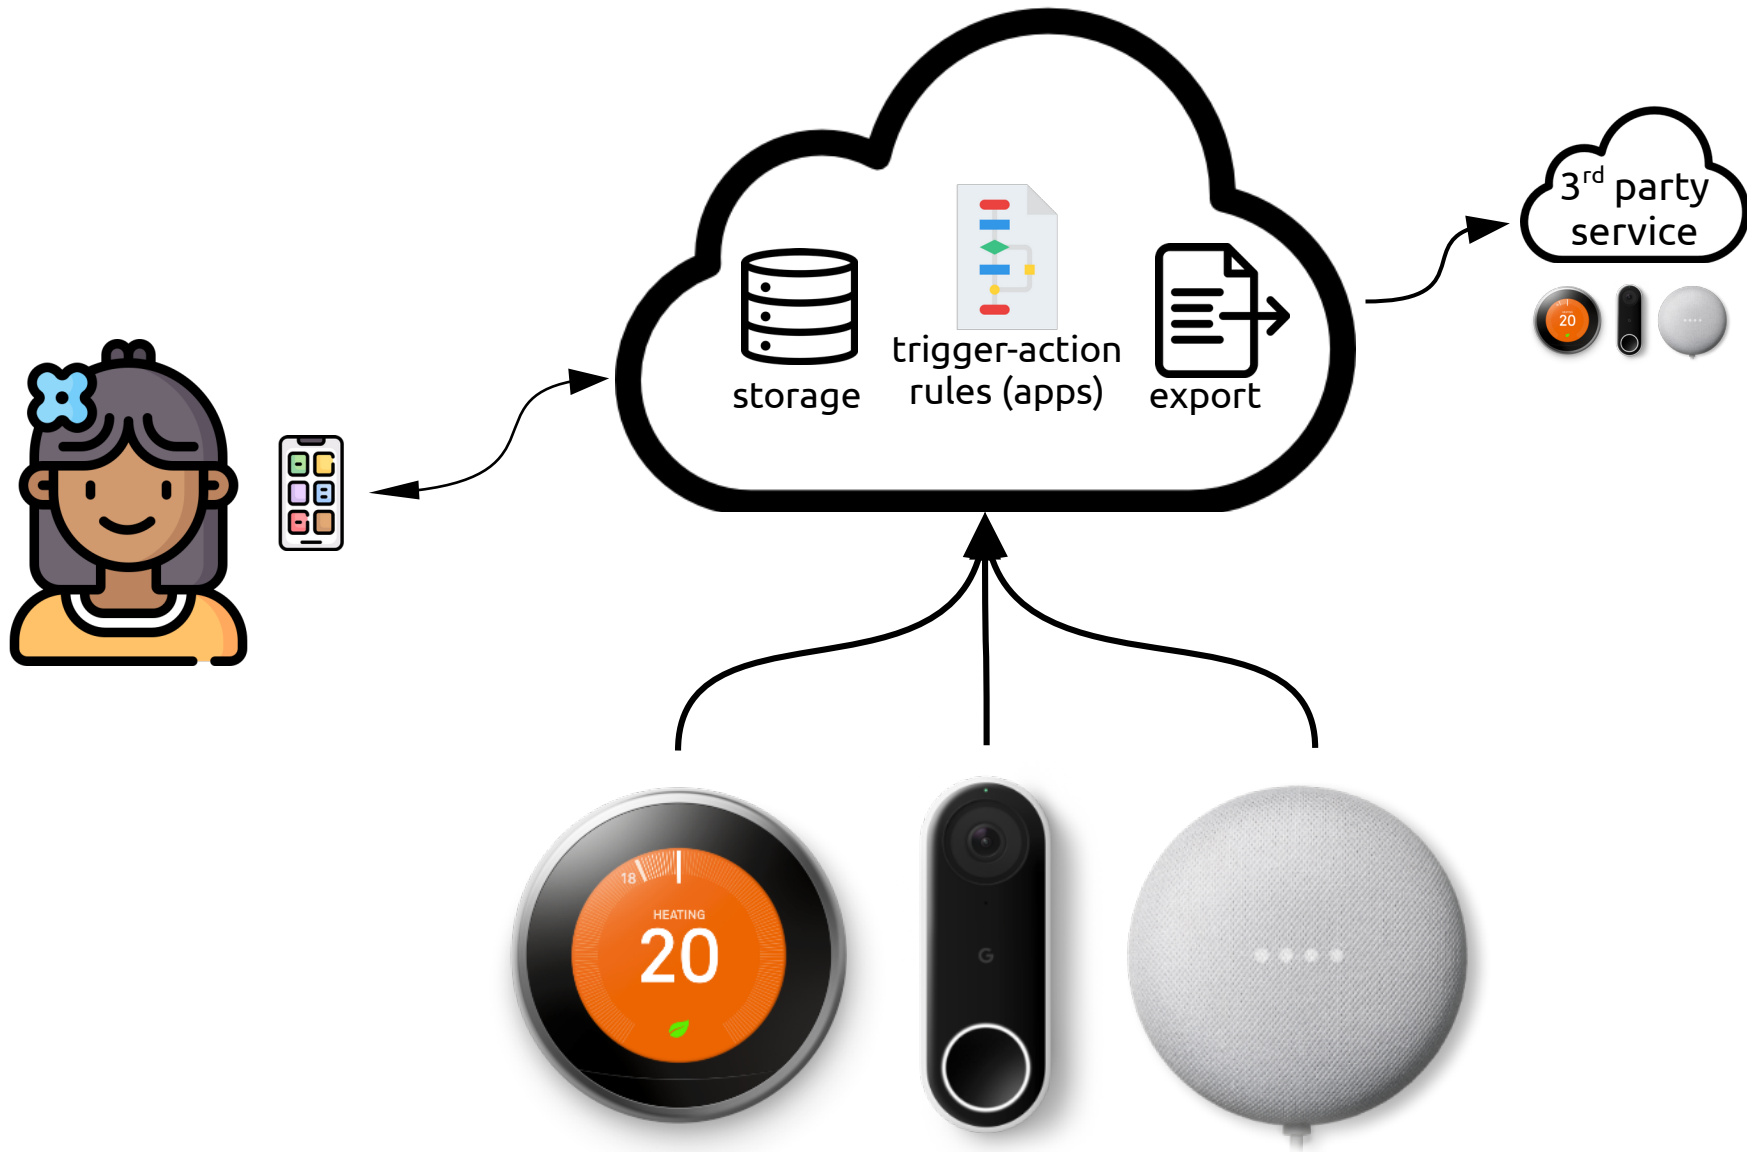 3rd party
service
20
storage
trigger-action
rules (apps)
export
18
HEATING
20
G